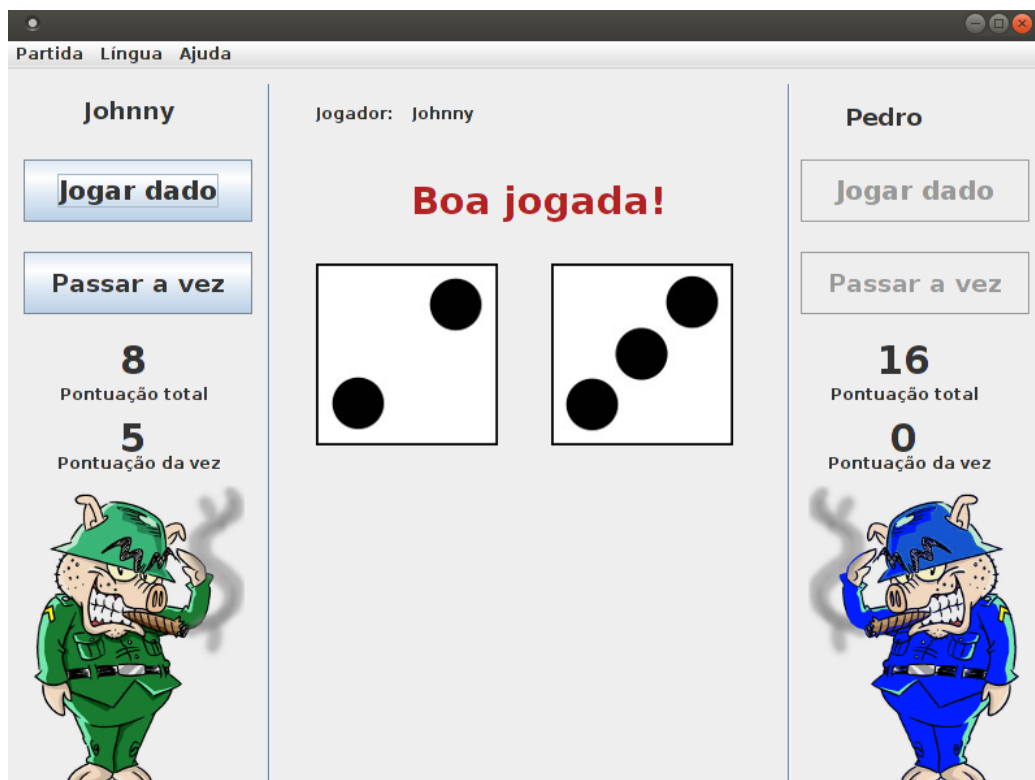 Partida Língua Ajuda
Johnny
Jogar dado
Passar a vez
8
Pontuação total
5
Pontuação da vez
Jogador: Johnny
Boa jogada!
Pedro
Jogar dado
Passar a vez
16
Pontuação total
0
Pontuação da vez